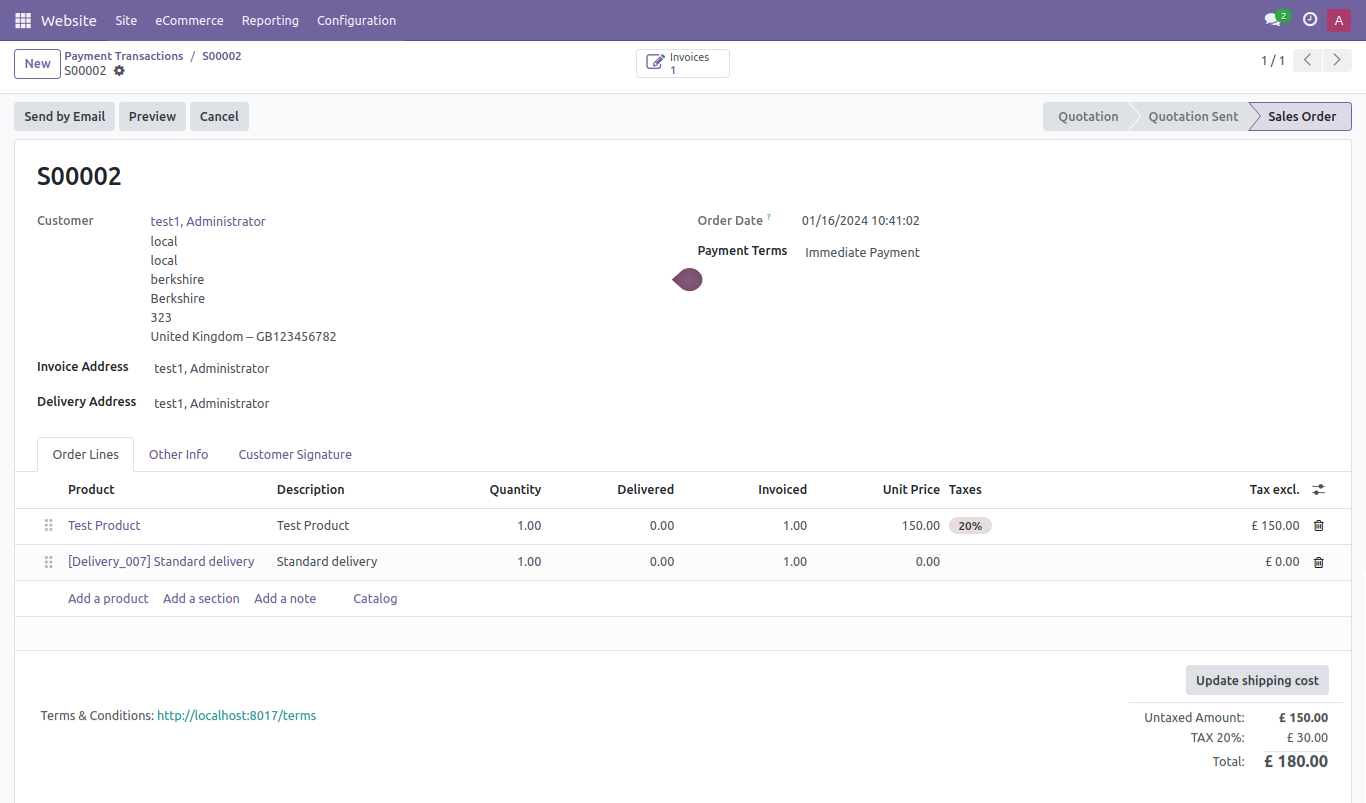 Website Site eCommerce Reporting Configuration 2 A
New Payment Transactions / S00002
S00002
Invoices
1
1 / 1
Send by Email Preview Cancel Quotation Quotation Sent Sales Order
S00002
Customer test1, Administrator
local
local
berkshire
Berkshire
323
United Kingdom – GB123456782
Order Date ? 01/16/2024 10:41:02
Payment Terms Immediate Payment
Invoice Address test1, Administrator
Delivery Address test1, Administrator
Order Lines Other Info Customer Signature
Product Description Quantity Delivered Invoiced Unit Price Taxes Tax excl.
Test Product Test Product 1.00 0.00 1.00 150.00 20% £ 150.00
[Delivery_007] Standard delivery Standard delivery 1.00 0.00 1.00 0.00 £ 0.00
Add a product Add a section Add a note Catalog
Update shipping cost
Terms & Conditions: http://localhost:8017/terms
Untaxed Amount: £ 150.00
TAX 20%: £ 30.00
Total: £ 180.00